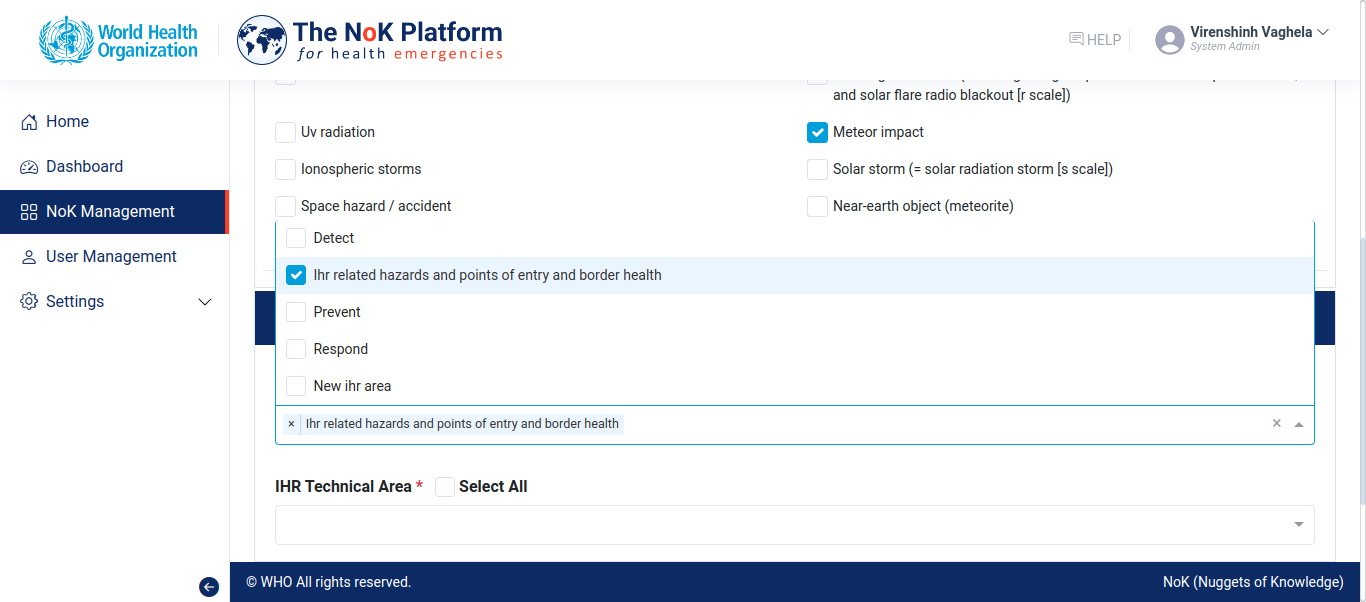 World Health
Organization
The NoK Platform
for health emergencies
HELP
Virenshinh Vaghela
System Admin
Home
Dashboard
NoK Management
User Management
Settings
and solar flare radio blackout [r scale])
Uv radiation
Meteor impact
Ionospheric storms
Solar storm (= solar radiation storm [s scale])
Space hazard / accident
Near-earth object (meteorite)
Detect
Ihr related hazards and points of entry and border health
Prevent
Respond
New ihr area
× Ihr related hazards and points of entry and border health ×
IHR Technical Area * Select All
© WHO All rights reserved.
NoK (Nuggets of Knowledge)